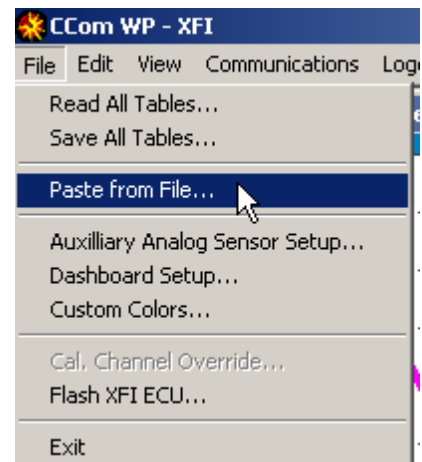 CCom WP - XFI
File Edit View Communications
Read All Tables...
Save All Tables...
Paste from File...
Auxilliary Analog Sensor Setup...
Dashboard Setup...
Custom Colors...
Cal. Channel Override...
Flash XFI ECU...
Exit